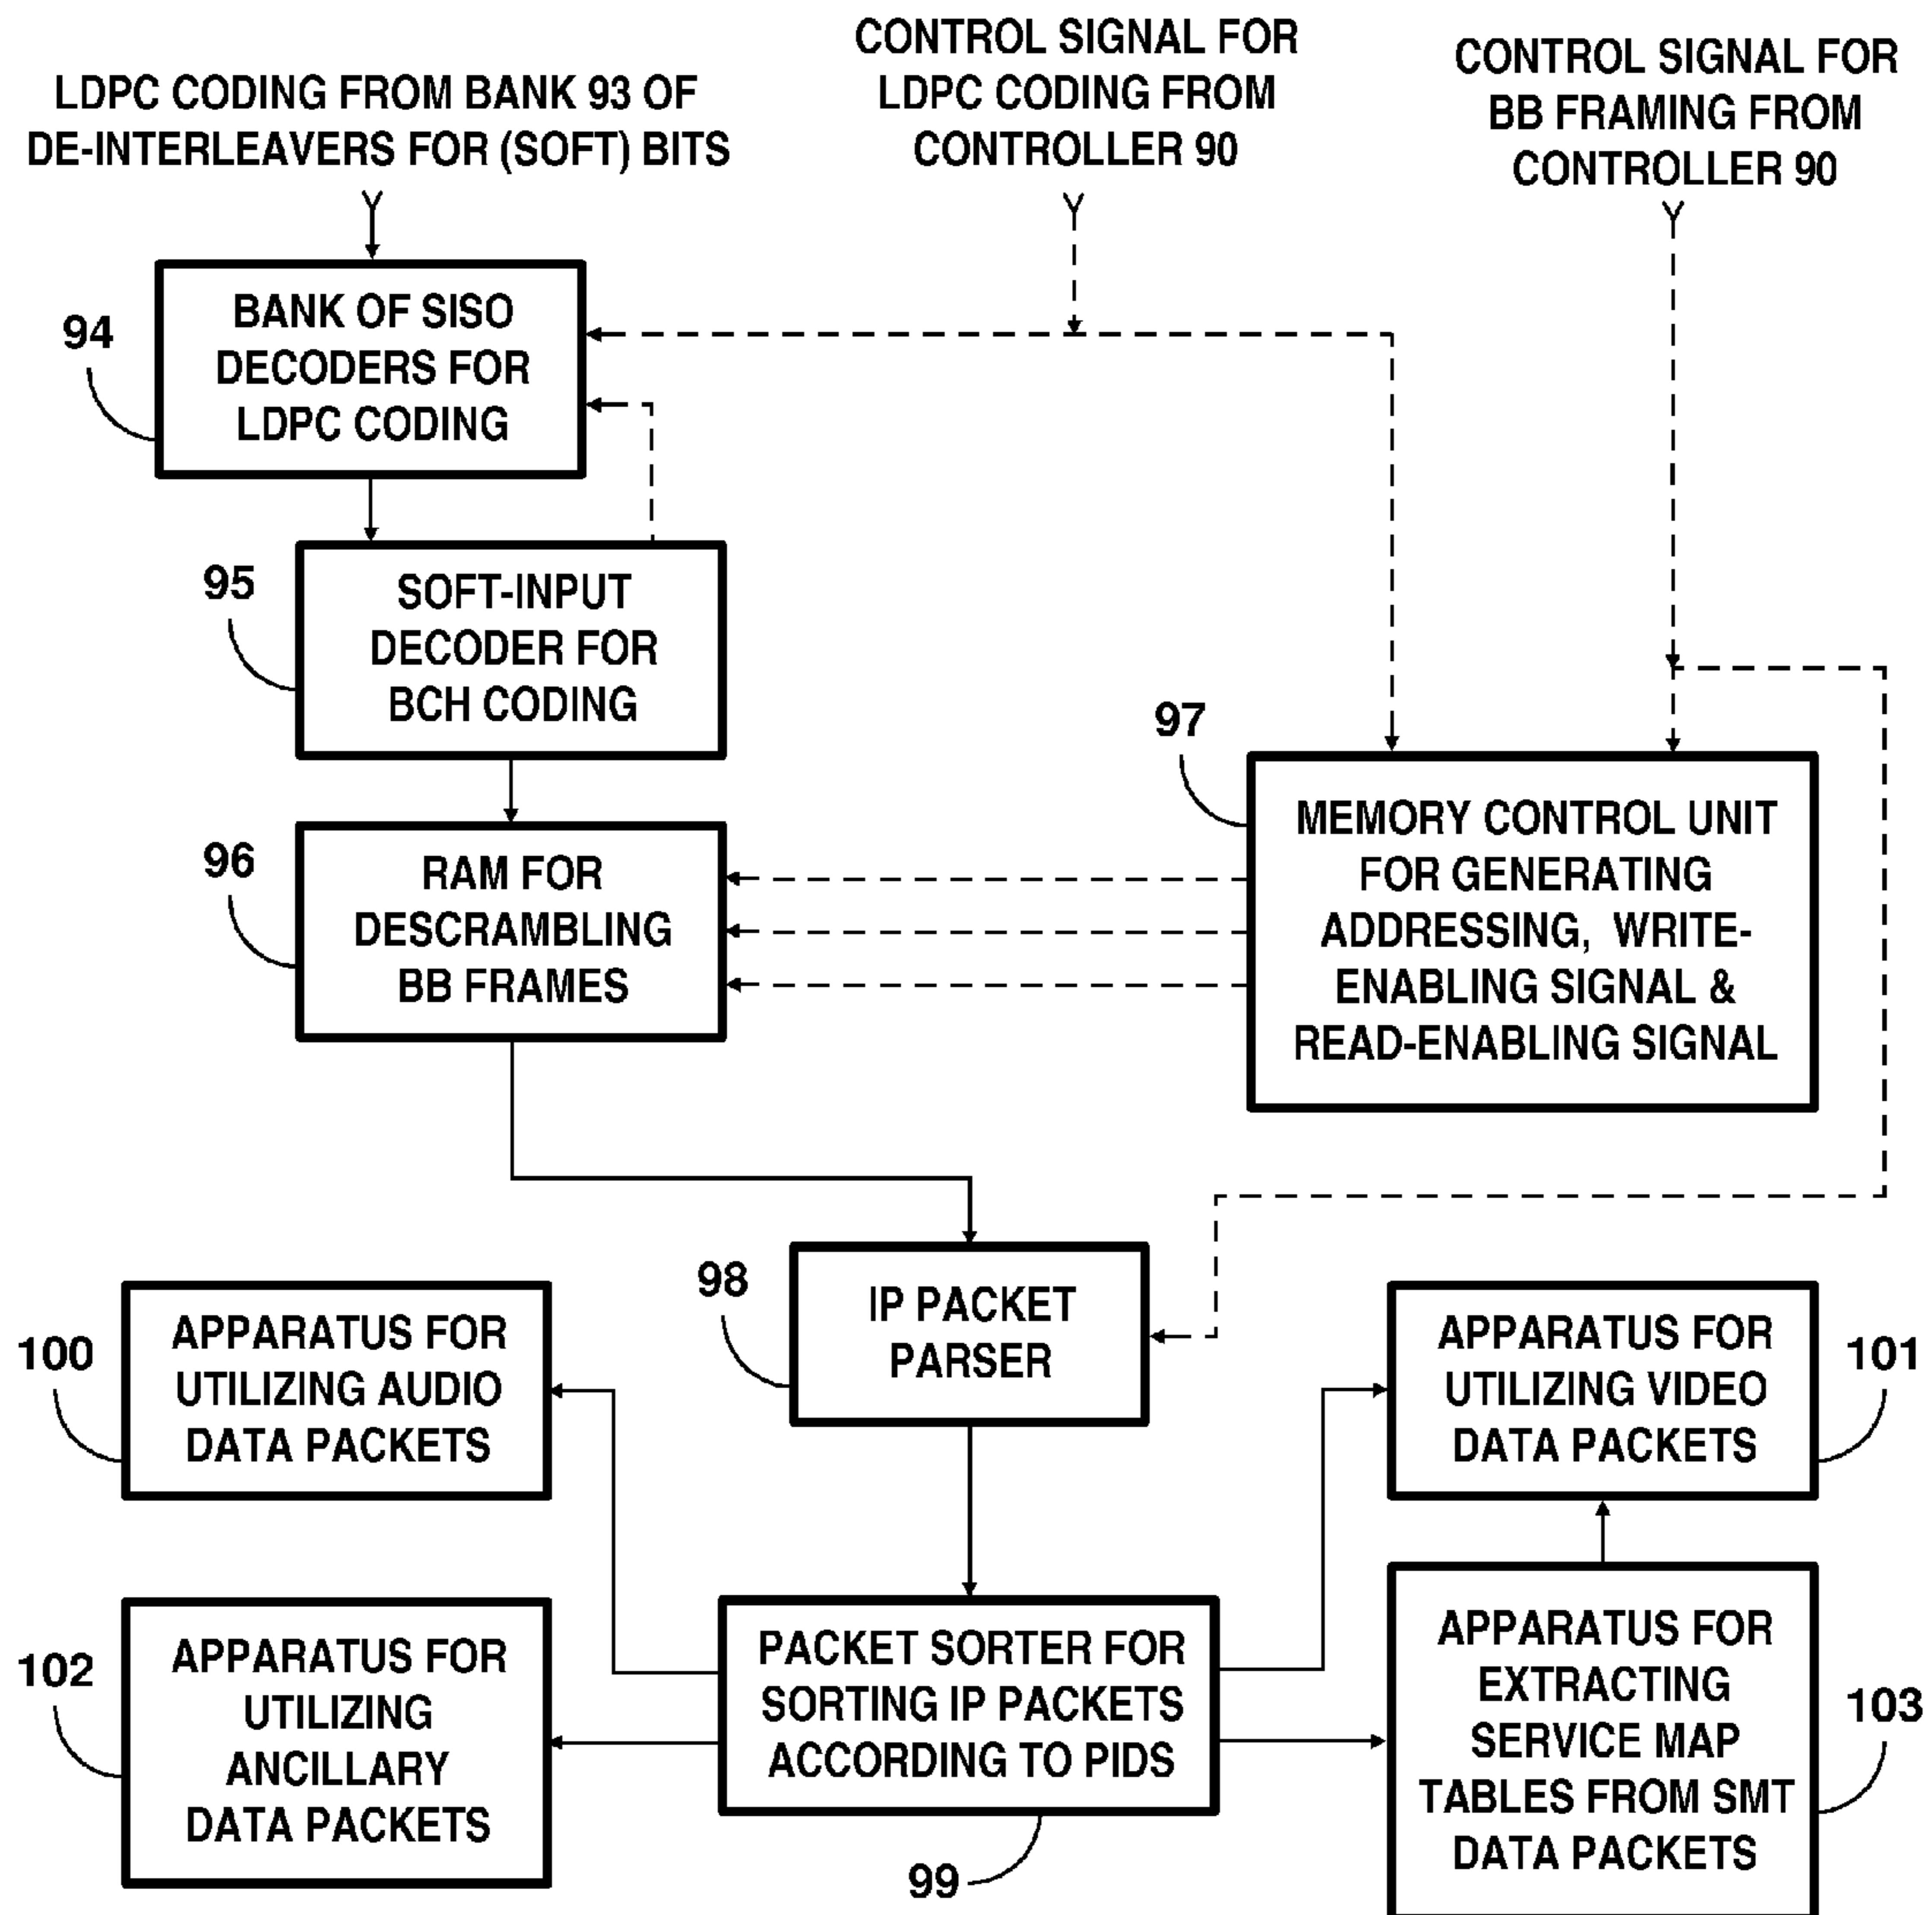 LDPC CODING FROM BANK 93 OF
DE-INTERLEAVERS FOR (SOFT) BITS
CONTROL SIGNAL FOR
LDPC CODING FROM
CONTROLLER 90
CONTROL SIGNAL FOR
BB FRAMING FROM
CONTROLLER 90
94
BANK OF SISO
DECODERS FOR
LDPC CODING
95
SOFT-INPUT
DECODER FOR
BCH CODING
96
RAM FOR
DESCRAMBLING
BB FRAMES
97
MEMORY CONTROL UNIT
FOR GENERATING
ADDRESSING, WRITE-
ENABLING SIGNAL &
READ-ENABLING SIGNAL
98
IP PACKET
PARSER
100
APPARATUS FOR
UTILIZING AUDIO
DATA PACKETS
APPARATUS FOR
UTILIZING VIDEO
DATA PACKETS
101
102
APPARATUS FOR
UTILIZING
ANCILLARY
DATA PACKETS
PACKET SORTER FOR
SORTING IP PACKETS
ACCORDING TO PIDS
99
APPARATUS FOR
EXTRACTING
SERVICE MAP
TABLES FROM SMT
DATA PACKETS
103